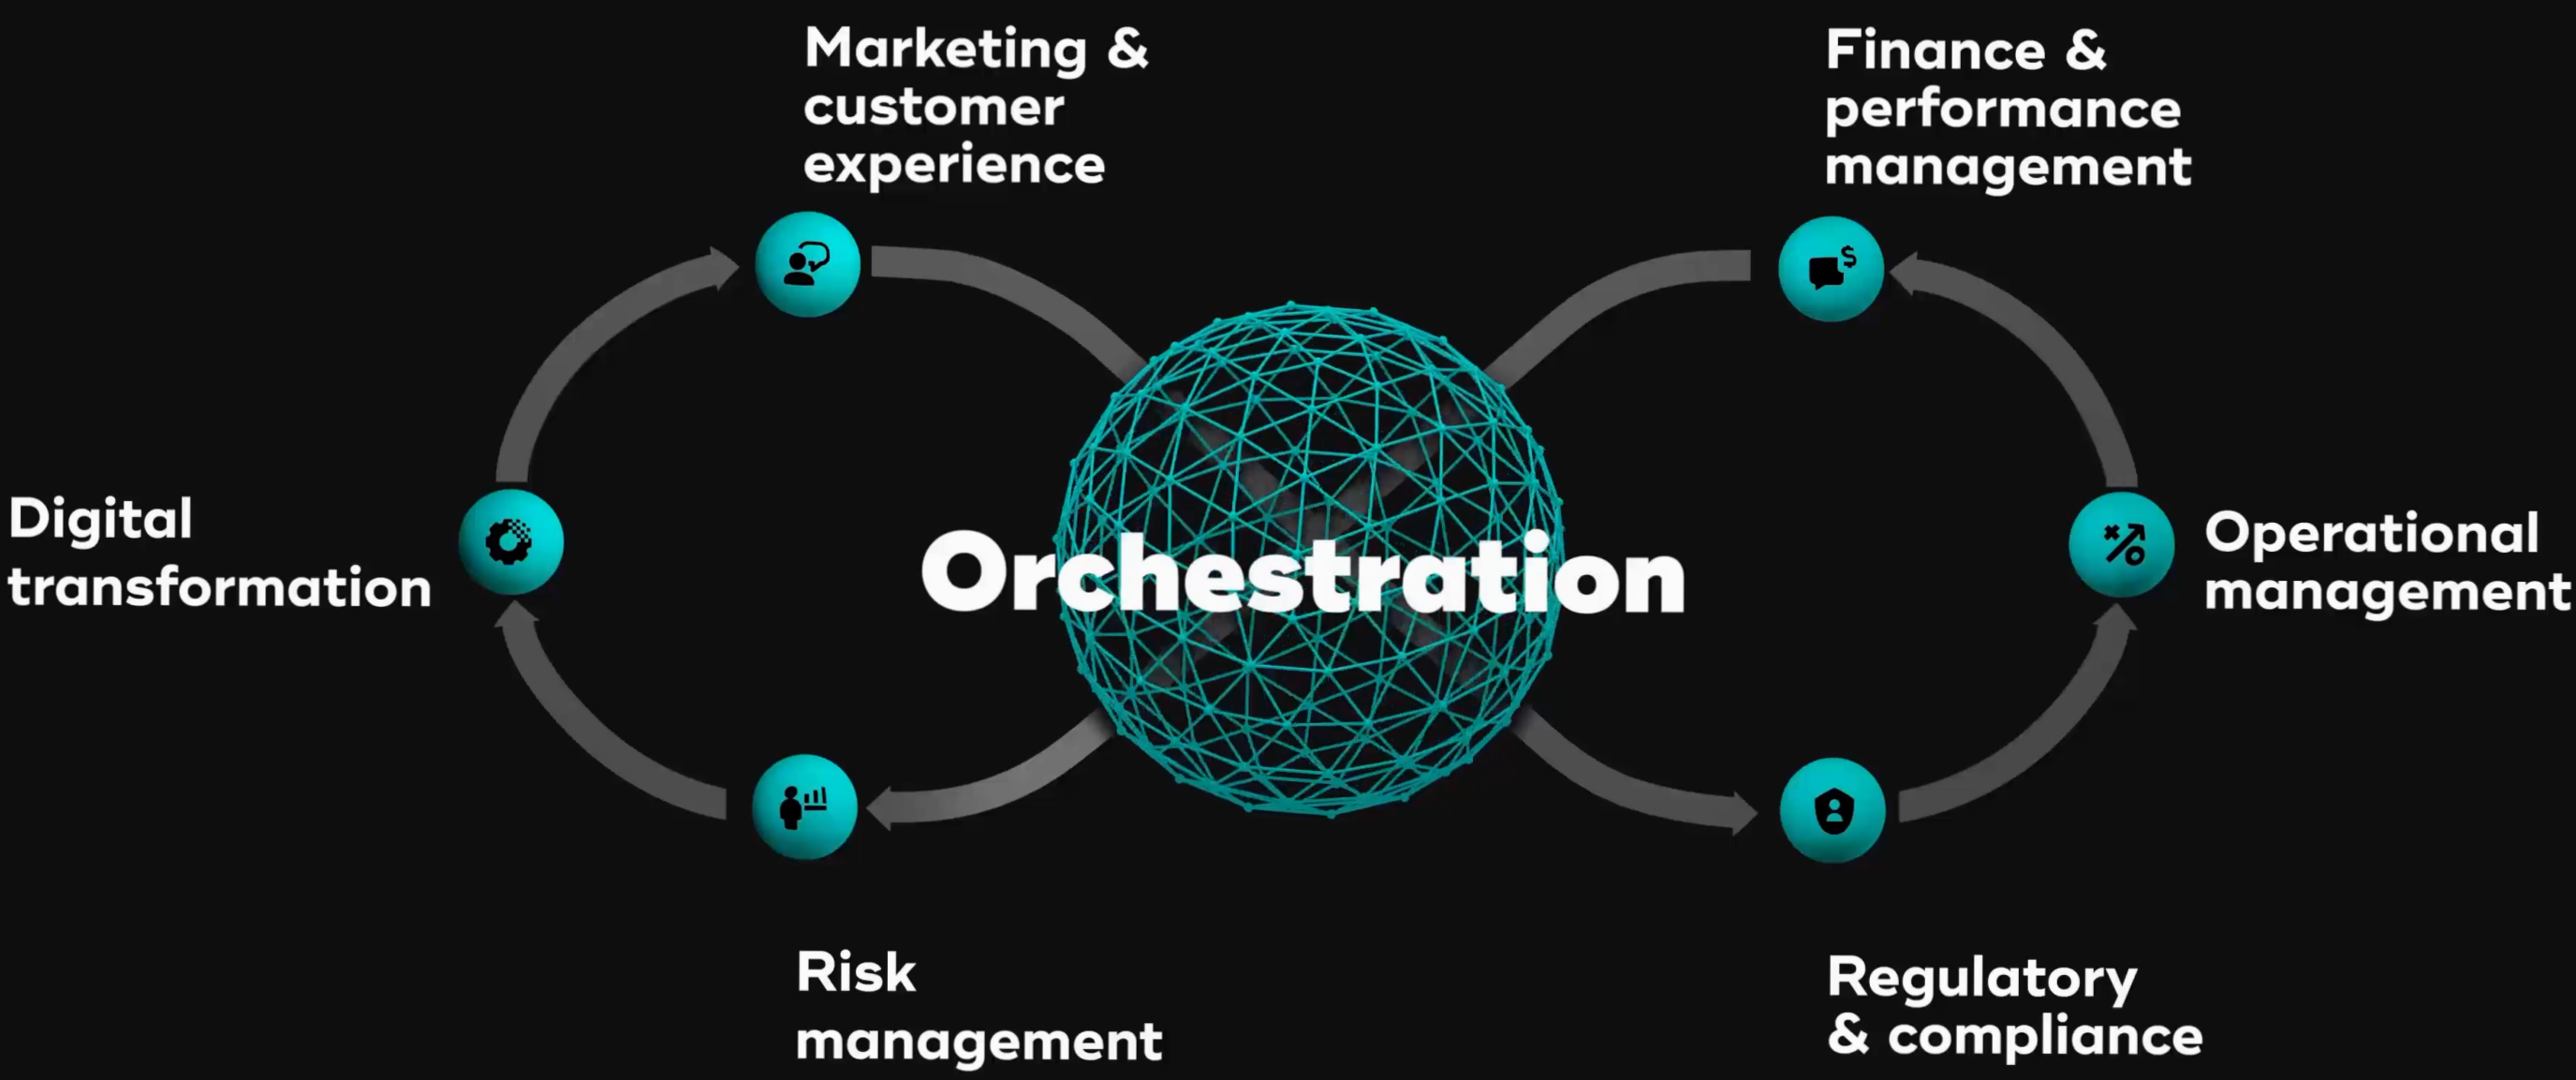 Marketing &
customer
experience
Finance &
performance
management
Digital
transformation
Orchestration
Operational
management
Risk
management
Regulatory
& compliance